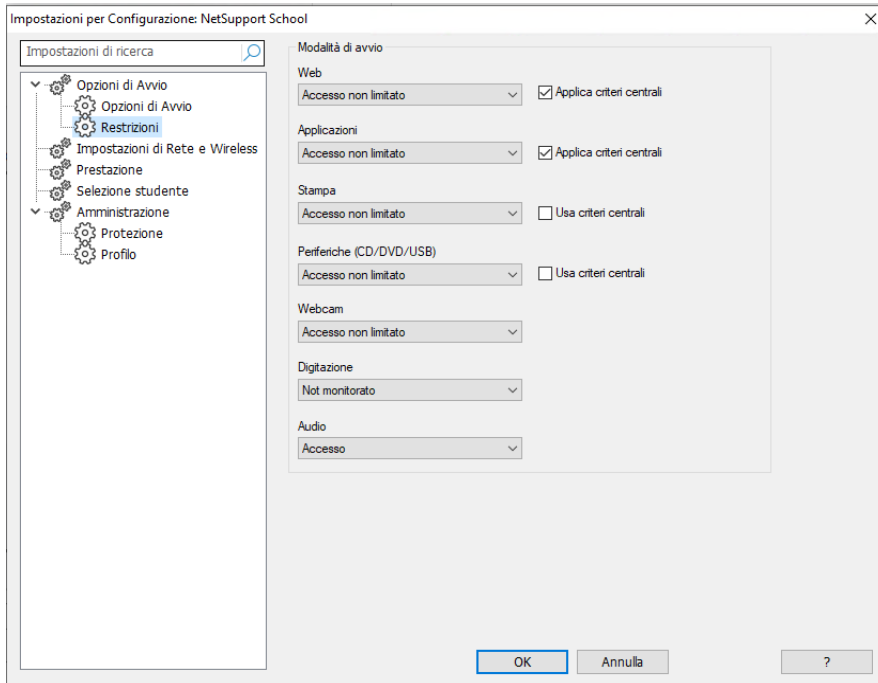 Impostazioni per Configurazione: NetSupport School
Impostazioni di ricerca
Opzioni di Avvio
Opzioni di Avvio
Restrizioni
Impostazioni di Rete e Wireless
Prestazione
Selezione studente
Amministrazione
Protezione
Profilo
Modalità di avvio
Web
Accesso non limitato
Applica criteri centrali
Applicazioni
Accesso non limitato
Applica criteri centrali
Stampa
Accesso non limitato
Usa criteri centrali
Periferiche (CD/DVD/USB)
Accesso non limitato
Usa criteri centrali
Webcam
Accesso non limitato
Digitazione
Not monitorato
Audio
Accesso
OK
Annulla
?